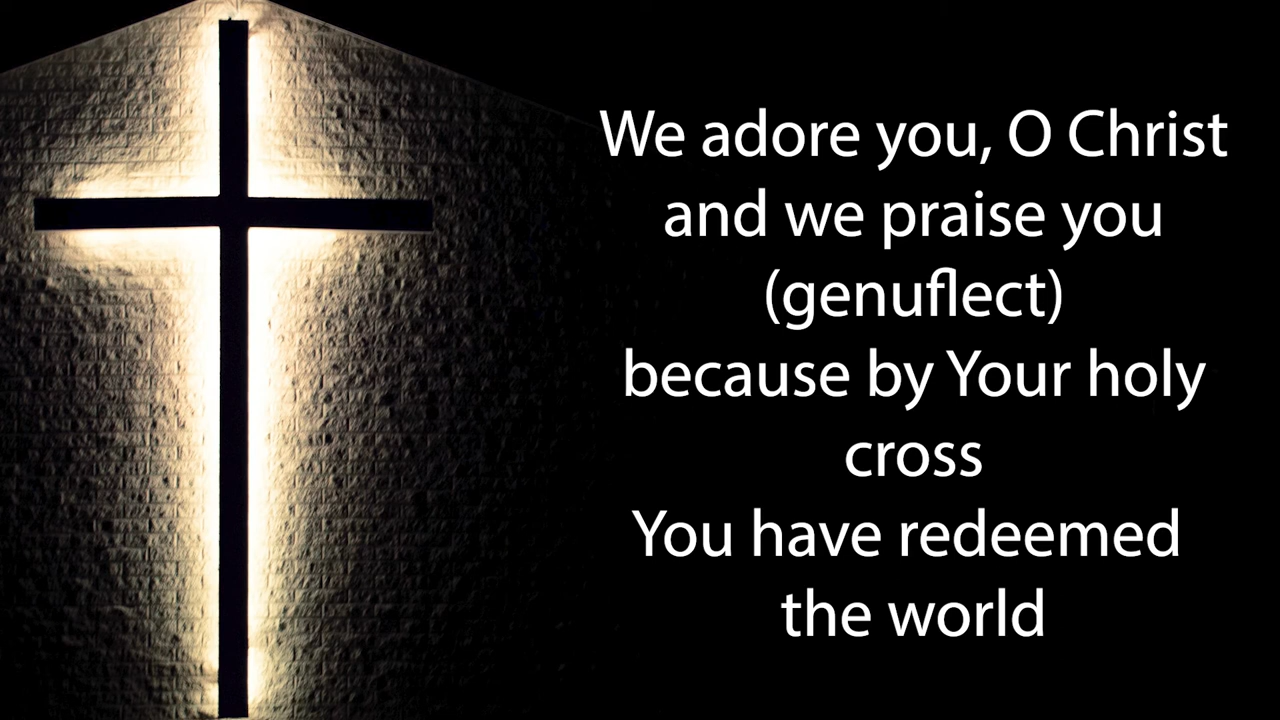 We adore you, O Christ
and we praise you
(genuflect)
because by Your holy
cross
You have redeemed
the world